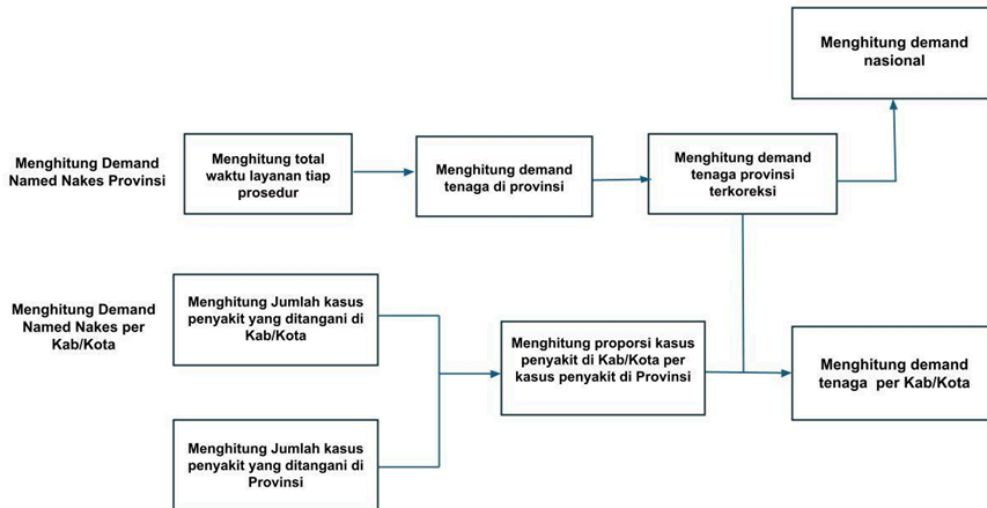 Menghitung demand
nasional
Menghitung Demand
Named Nakes Provinsi
Menghitung total
waktu layanan tiap
prosedur
Menghitung demand
tenaga di provinsi
Menghitung demand
tenaga provinsi
terkoreksi
Menghitung Demand
Named Nakes per
Kab/Kota
Menghitung Jumlah kasus
penyakit yang ditangani di
Kab/Kota
Menghitung proporsi kasus
penyakit di Kab/Kota per
kasus penyakit di Provinsi
Menghitung demand
tenaga per Kab/Kota
Menghitung Jumlah kasus
penyakit yang ditangani di
Provinsi